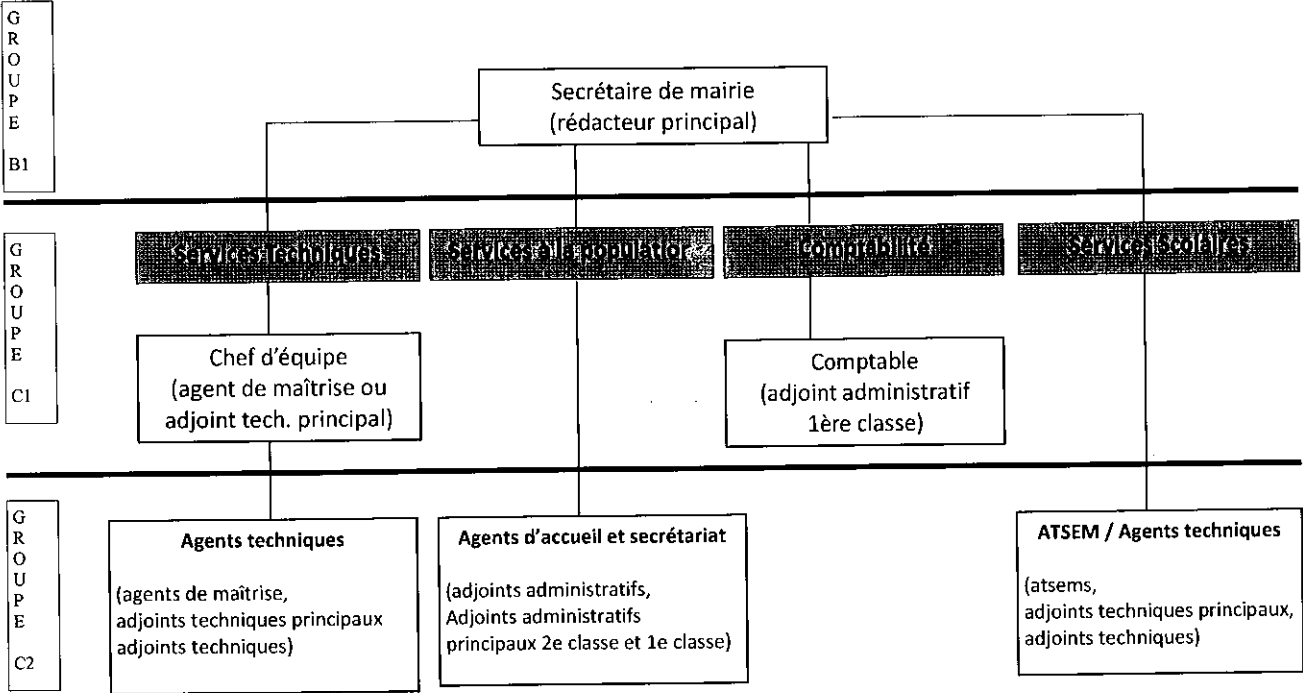 GROUPE
B1
Secrétaire de mairie
(rédacteur principal)
GROUPE
C1
Services Techniques
Services à la population
Comptabilité
Services Scolaires
Chef d'équipe
(agent de maîtrise ou
adjoint tech. principal)
Comptable
(adjoint administratif
1ère classe)
GROUPE
C2
Agents techniques
(agents de maîtrise,
adjoints techniques principaux
adjoints techniques)
Agents d'accueil et secrétariat
(adjoints administratifs,
Adjoints administratifs
principaux 2e classe et 1e classe)
ATSEM / Agents techniques
(atsems,
adjoints techniques principaux,
adjoints techniques)